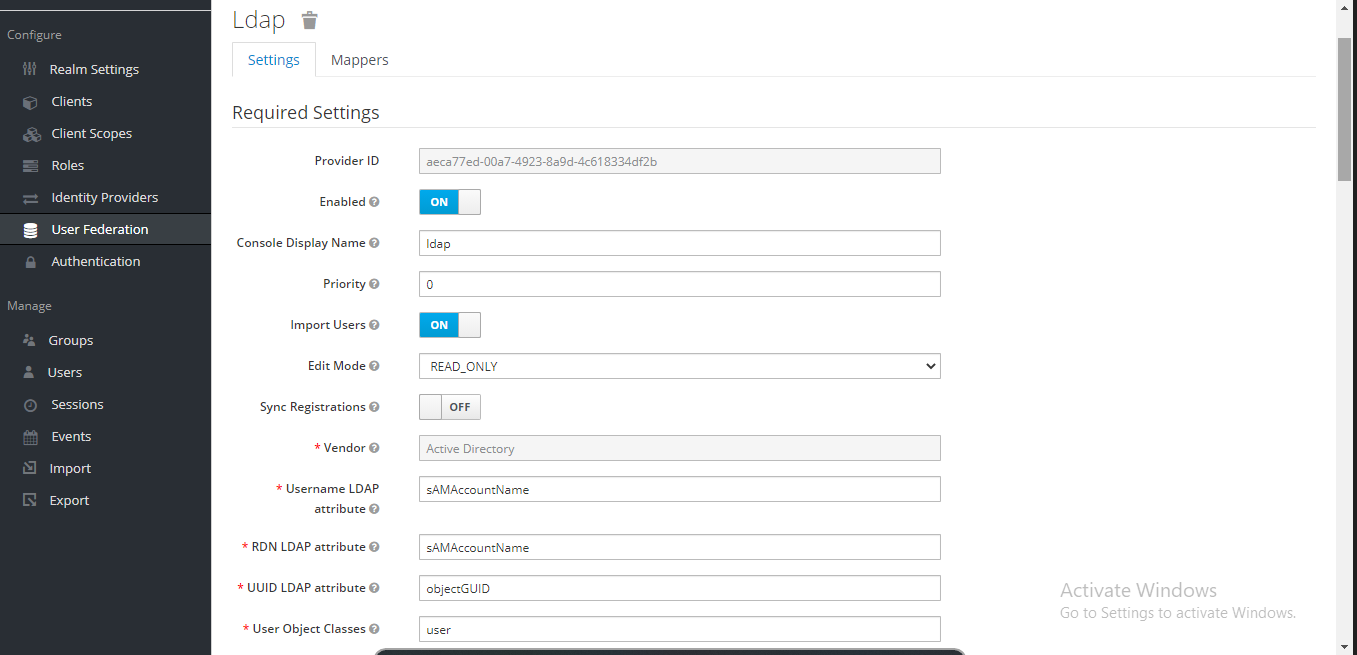 Ldap
Configure
Realm Settings
Clients
Client Scopes
Roles
Identity Providers
User Federation
Authentication
Manage
Groups
Users
Sessions
Events
Import
Export
Settings Mappers
Required Settings
Provider ID aeca77ed-00a7-4923-8a9d-4c618334df2b
Enabled ON
Console Display Name ldap
Priority 0
Import Users ON
Edit Mode READ_ONLY
Sync Registrations OFF
* Vendor Active Directory
* Username LDAP
attribute sAMAccountName
* RDN LDAP attribute sAMAccountName
* UUID LDAP attribute objectGUID
* User Object Classes user
Activate Windows
Go to Settings to activate Windows.